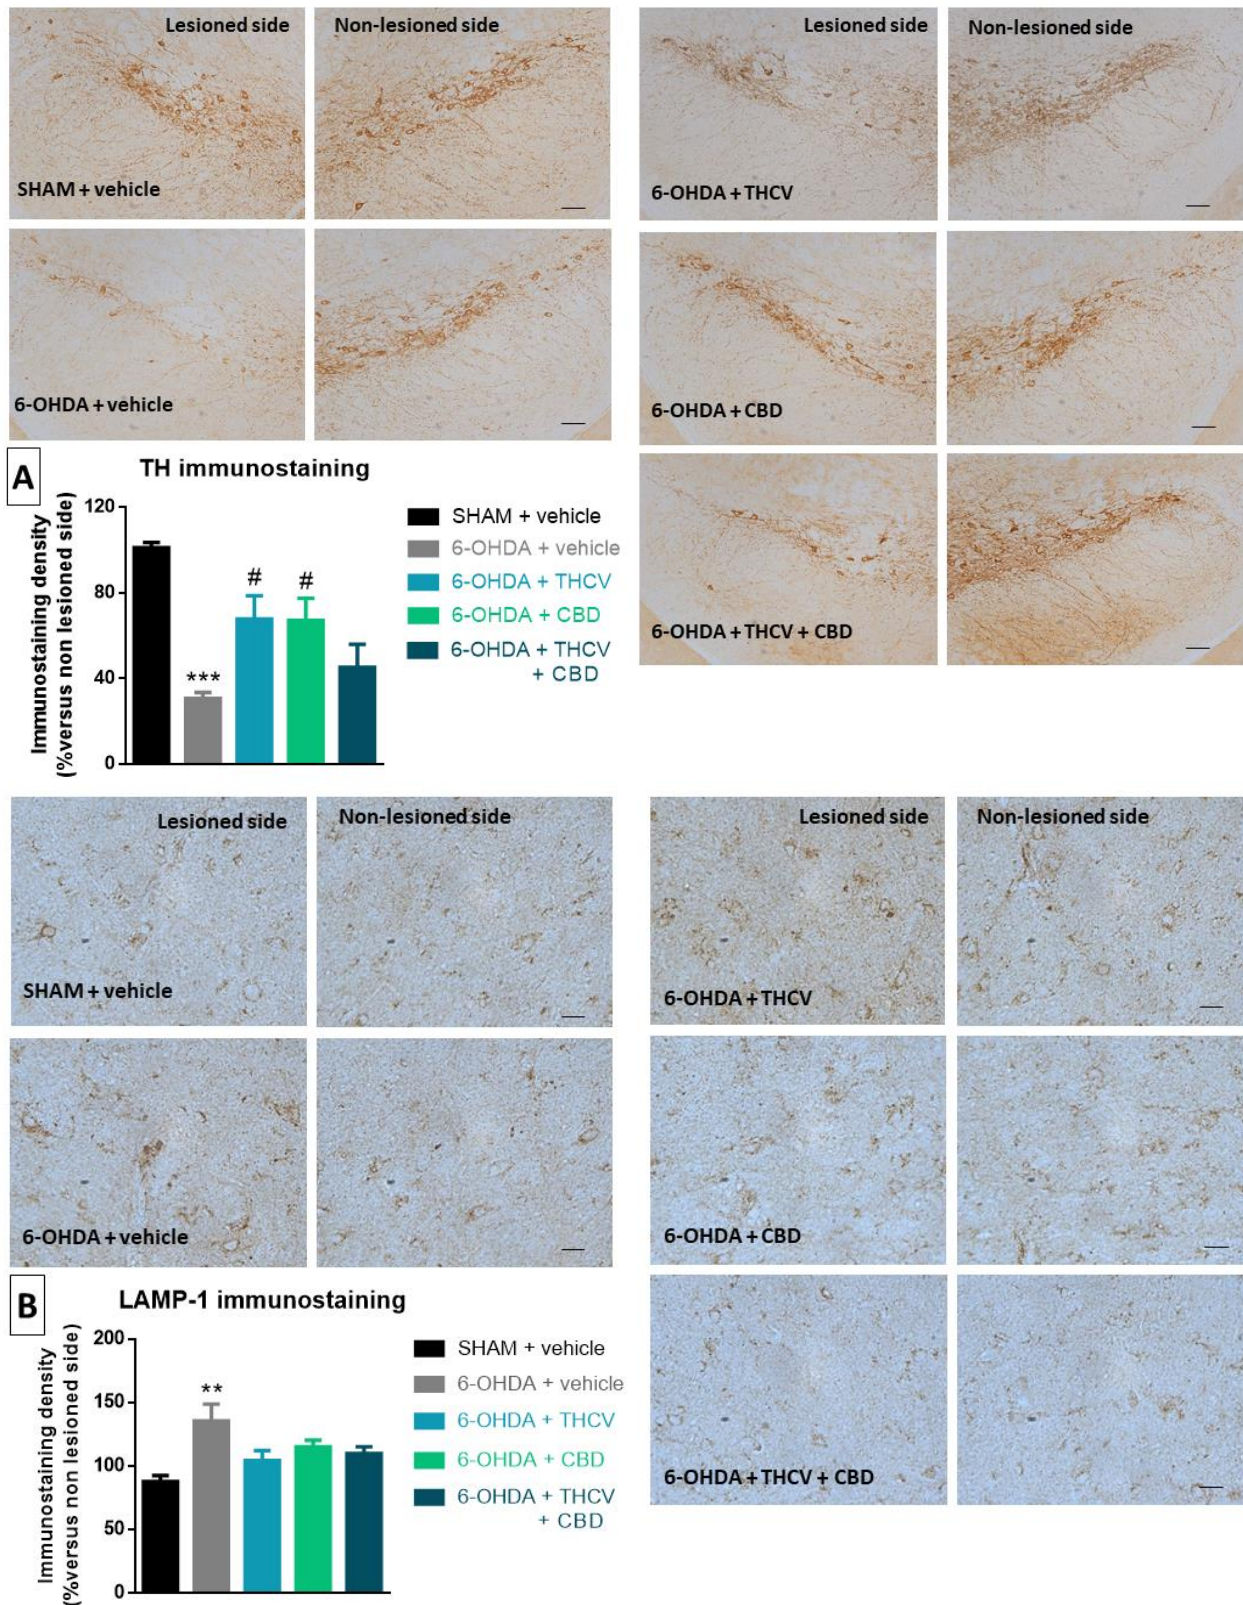 Lesioned side
Non-lesioned side
SHAM + vehicle
6-OHDA + vehicle
Lesioned side
Non-lesioned side
6-OHDA + THCV
6-OHDA + CBD
6-OHDA + THCV + CBD
A
TH immunostaining
Immunostaining density
(%versus non lesioned side)
120
80
40
0
***
#
#
SHAM + vehicle
6-OHDA + vehicle
6-OHDA + THCV
6-OHDA + CBD
6-OHDA + THCV
+ CBD
Lesioned side
Non-lesioned side
SHAM + vehicle
6-OHDA + vehicle
Lesioned side
Non-lesioned side
6-OHDA + THCV
6-OHDA + CBD
6-OHDA + THCV + CBD
B
LAMP-1 immunostaining
Immunostaining density
(%versus non lesioned side)
200
150
100
50
0
**
SHAM + vehicle
6-OHDA + vehicle
6-OHDA + THCV
6-OHDA + CBD
6-OHDA + THCV
+ CBD